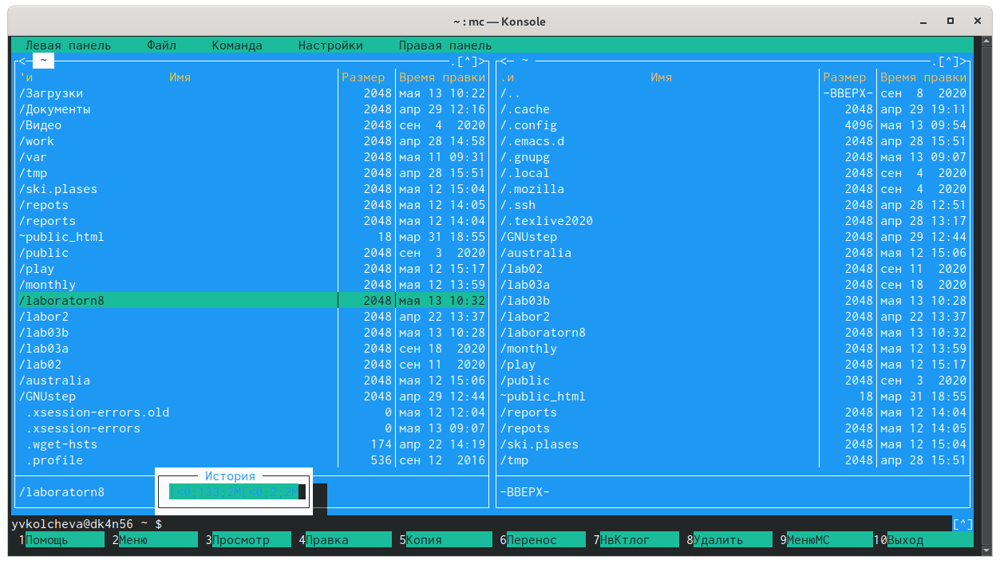 ~ : mc — Konsole
Левая панель Файл Команда Настройки Правая панель
<— ~ .[^]> <— ~ .[^]>
'и Имя Размер Время правки .и Имя Размер Время правки
/Загрузки 2048 мая 13 10:22 /.. -ВВЕРХ- сен 8 2020
/Документы 2048 апр 29 12:16 /.cache 2048 апр 29 19:11
/Видео 2048 сен 4 2020 /.config 4096 мая 13 09:54
/work 2048 апр 28 14:58 /.emacs.d 2048 апр 28 15:51
/var 2048 мая 11 09:31 /.gnupg 2048 мая 13 09:07
/tmp 2048 апр 28 15:51 /.local 2048 сен 4 2020
/ski.plases 2048 мая 12 15:04 /.mozilla 2048 сен 4 2020
/repots 2048 мая 12 14:05 /.ssh 2048 апр 28 12:51
/reports 2048 мая 12 14:04 /.texlive2020 2048 апр 28 13:17
~public_html 18 мар 31 18:55 /GNUstep 2048 апр 29 12:44
/public 2048 сен 3 2020 /australia 2048 мая 12 15:06
/play 2048 мая 12 15:17 /lab02 2048 сен 11 2020
/monthly 2048 мая 12 13:59 /lab03a 2048 сен 18 2020
/laboratorn8 2048 мая 13 10:32 /lab03b 2048 мая 13 10:28
/labor2 2048 апр 22 13:37 /labor2 2048 апр 22 13:37
/lab03b 2048 мая 13 10:28 /laboratorn8 2048 мая 13 10:32
/lab03a 2048 сен 18 2020 /monthly 2048 мая 12 13:59
/lab02 2048 сен 11 2020 /play 2048 мая 12 15:17
/australia 2048 мая 12 15:06 /public 2048 сен 3 2020
/GNUstep 2048 апр 29 12:44 ~public_html 18 мар 31 18:55
.xsession-errors.old 0 мая 12 12:04 /reports 2048 мая 12 14:04
.xsession-errors 0 мая 13 09:07 /repots 2048 мая 12 14:05
.wget-hsts 174 апр 22 14:19 /ski.plases 2048 мая 12 15:04
.profile 536 сен 12 2016 /tmp 2048 апр 28 15:51
История
/laboratorn8 -ВВЕРХ-
yvkolcheva@dk4n56 ~ $ [^]
1Помощь 2Меню 3Просмотр 4Правка 5Копия 6Перенос 7НвКтлог 8Удалить 9МенюМС 10Выход